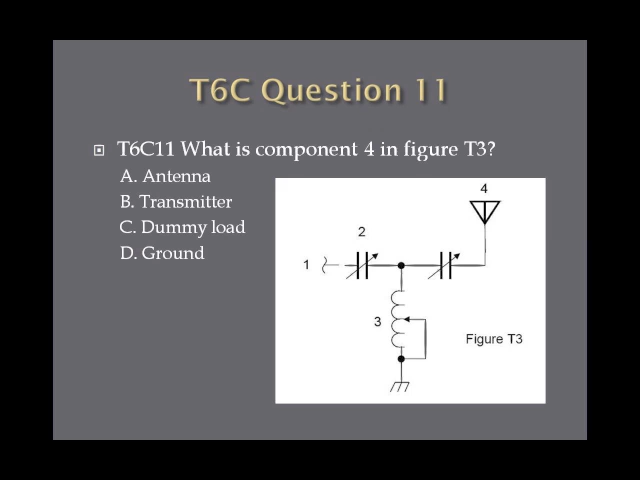 T6C Question 11
T6C11 What is component 4 in figure T3?
A. Antenna
B. Transmitter
C. Dummy load
D. Ground
4
2
1
3
Figure T3